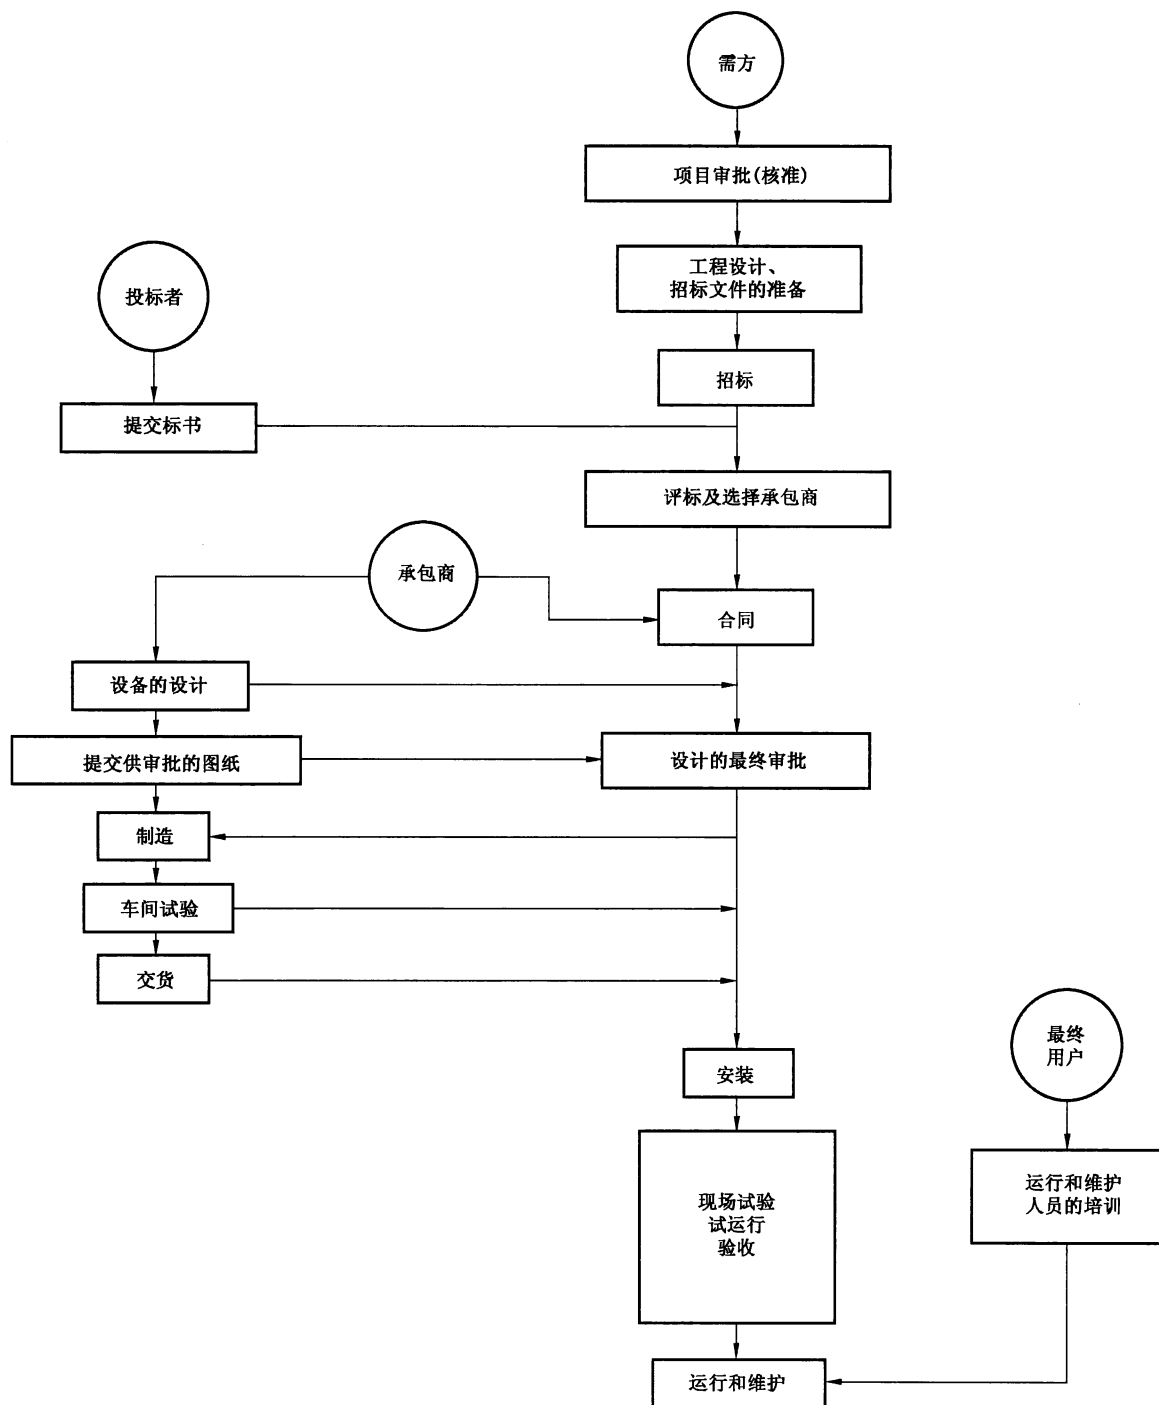 需方
项目审批(核准)
工程设计、
招标文件的准备
投标者
招标
提交标书
评标及选择承包商
承包商
合同
设备的设计
提交供审批的图纸
设计的最终审批
制造
车间试验
交货
最终
用户
安装
运行和维护
人员的培训
现场试验
试运行
验收
运行和维护